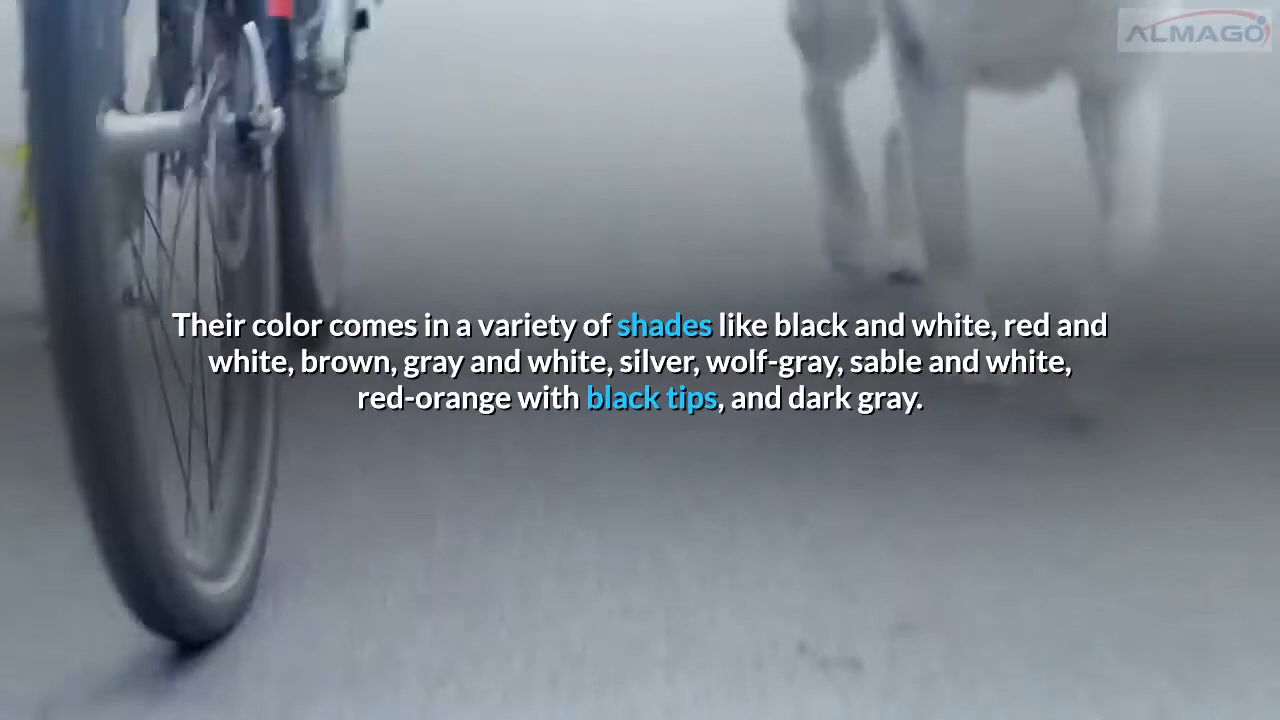 ALMAGO
Their color comes in a variety of shades like black and white, red and
white, brown, gray and white, silver, wolf-gray, sable and white,
red-orange with black tips, and dark gray.